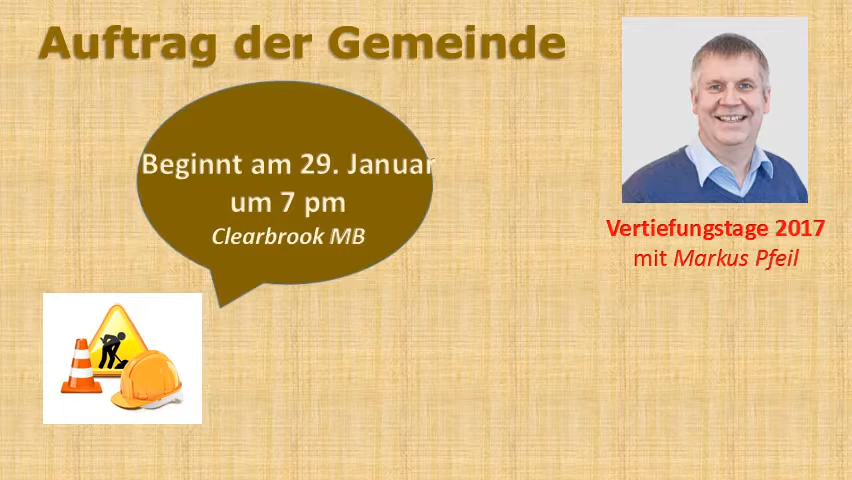 Auftrag der Gemeinde
Beginnt am 29. Januar
um 7 pm
Clearbrook MB
Vertiefungstage 2017
mit Markus Pfeil